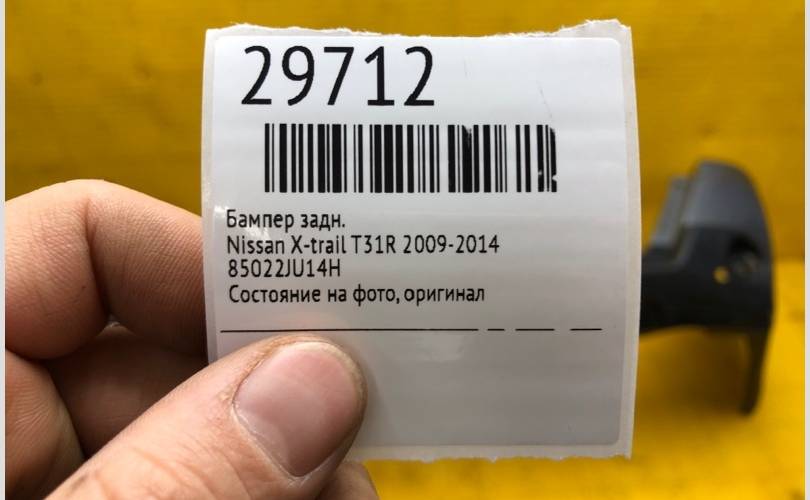 29712
Бампер задн.
Nissan X-trail T31R 2009-2014
85022JU14H
Состояние на фото, оригинал